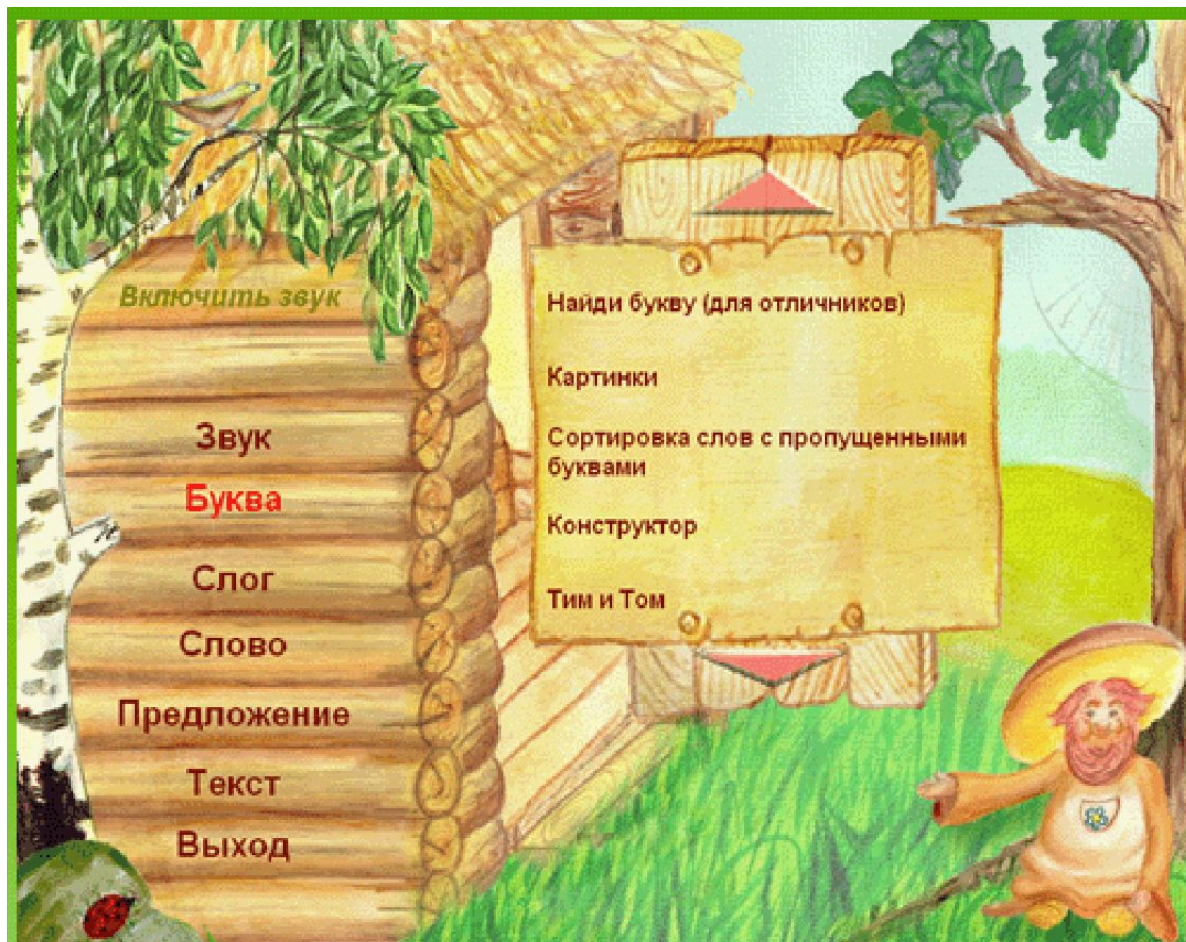 Включить звук
Звук
Буква
Слог
Слово
Предложение
Текст
Выход
Найди букву (для отличников)
Картинки
Сортировка слов с пропущенными
буквами
Конструктор
Тим и Том